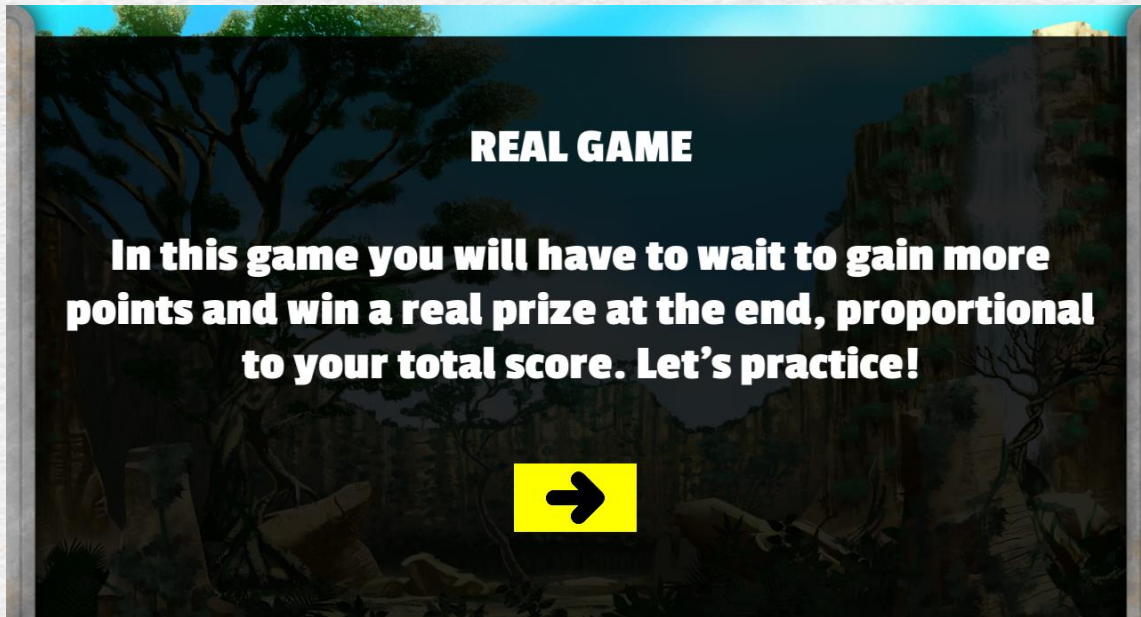 REAL GAME
In this game you will have to wait to gain more
points and win a real prize at the end, proportional
to your total score. Let’s practice!